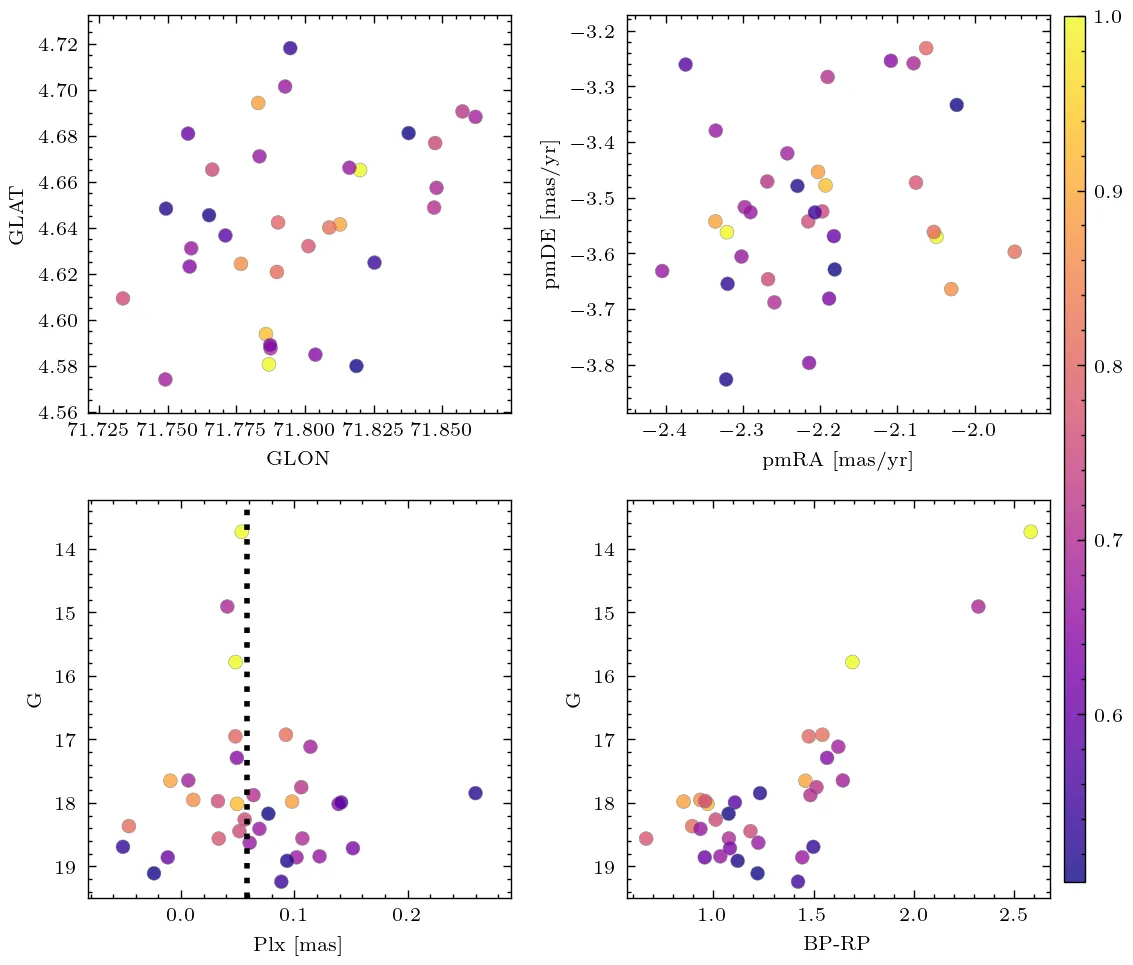 4.72
4.70
4.68
4.66
4.64
4.62
4.60
4.58
4.56
GLAT
71.725 71.750 71.775 71.800 71.825 71.850
GLON
−3.2
−3.3
−3.4
−3.5
−3.6
−3.7
−3.8
pmDE [mas/yr]
−2.4 −2.3 −2.2 −2.1 −2.0
pmRA [mas/yr]
1.0
0.9
0.8
0.7
0.6
14
15
16
17
18
19
G
0.0 0.1 0.2
Plx [mas]
14
15
16
17
18
19
G
1.0 1.5 2.0 2.5
BP-RP